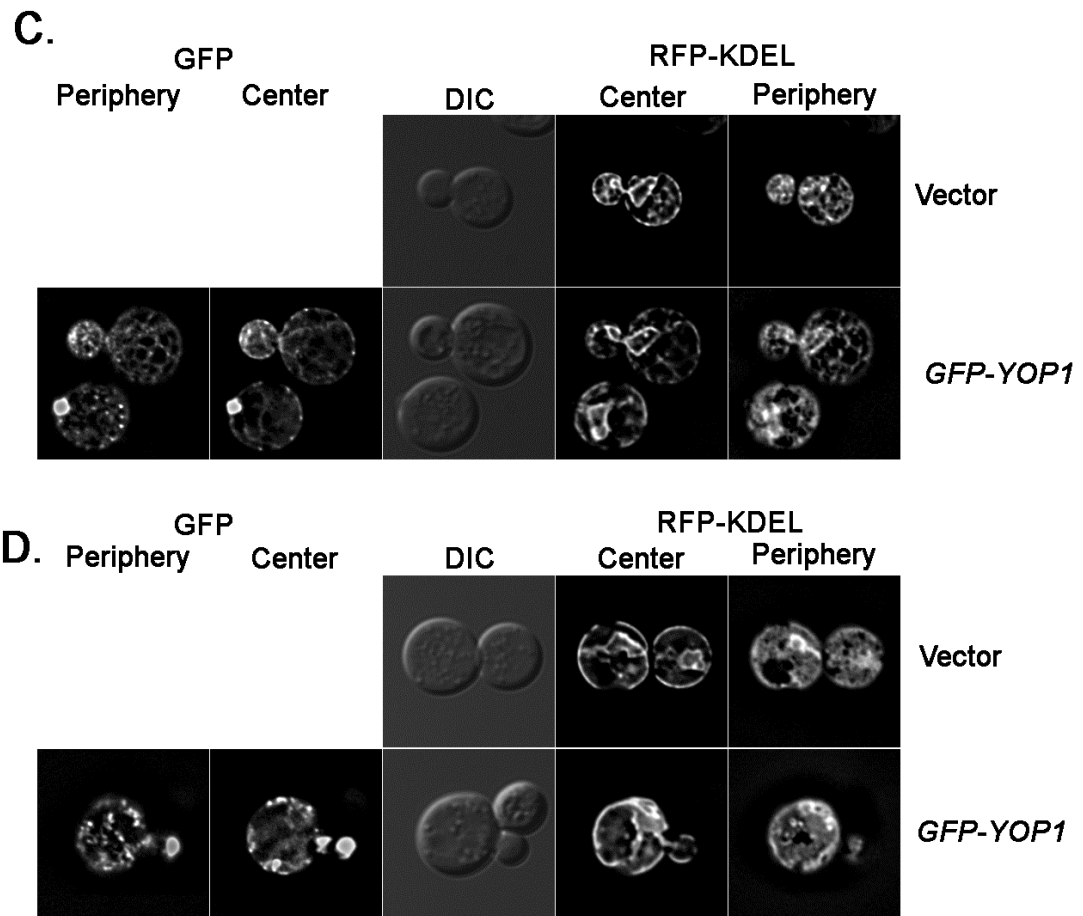 C.
GFP
RFP-KDEL
Periphery Center DIC Center Periphery
Vector
GFP-YOP1
D.
GFP
RFP-KDEL
Periphery Center DIC Center Periphery
Vector
GFP-YOP1